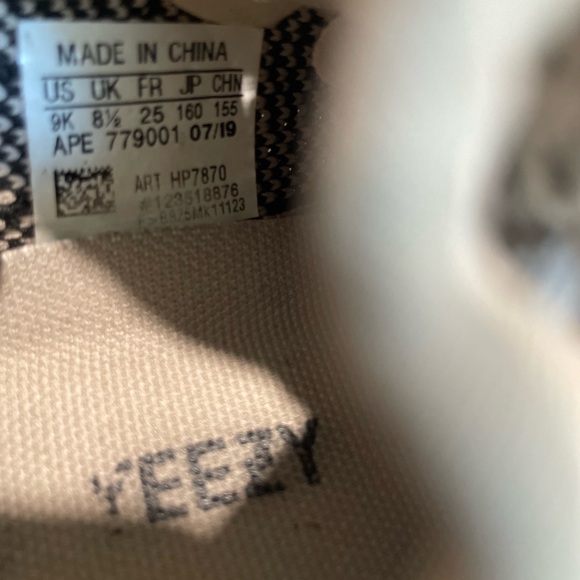 MADE IN CHINA
US UK FR JP CHN
9K 8½ 25 160 155
APE 779001 07/19
ART HP7870
#123618876
YEEZY